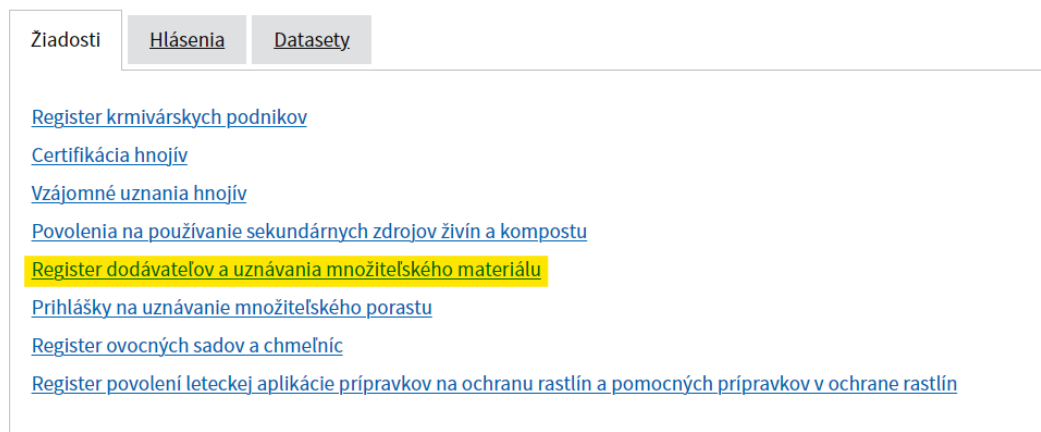 Žiadosti Hlásenia Datasety
Register krmivárskych podnikov
Certifikácia hnojív
Vzájomné uznania hnojív
Povolenia na používanie sekundárnych zdrojov živín a kompostu
Register dodávateľov a uznávania množiteľského materiálu
Prihlášky na uznávanie množiteľského porastu
Register ovocných sadov a chmeľníc
Register povolení leteckej aplikácie prípravkov na ochranu rastlín a pomocných prípravkov v ochrane rastlín